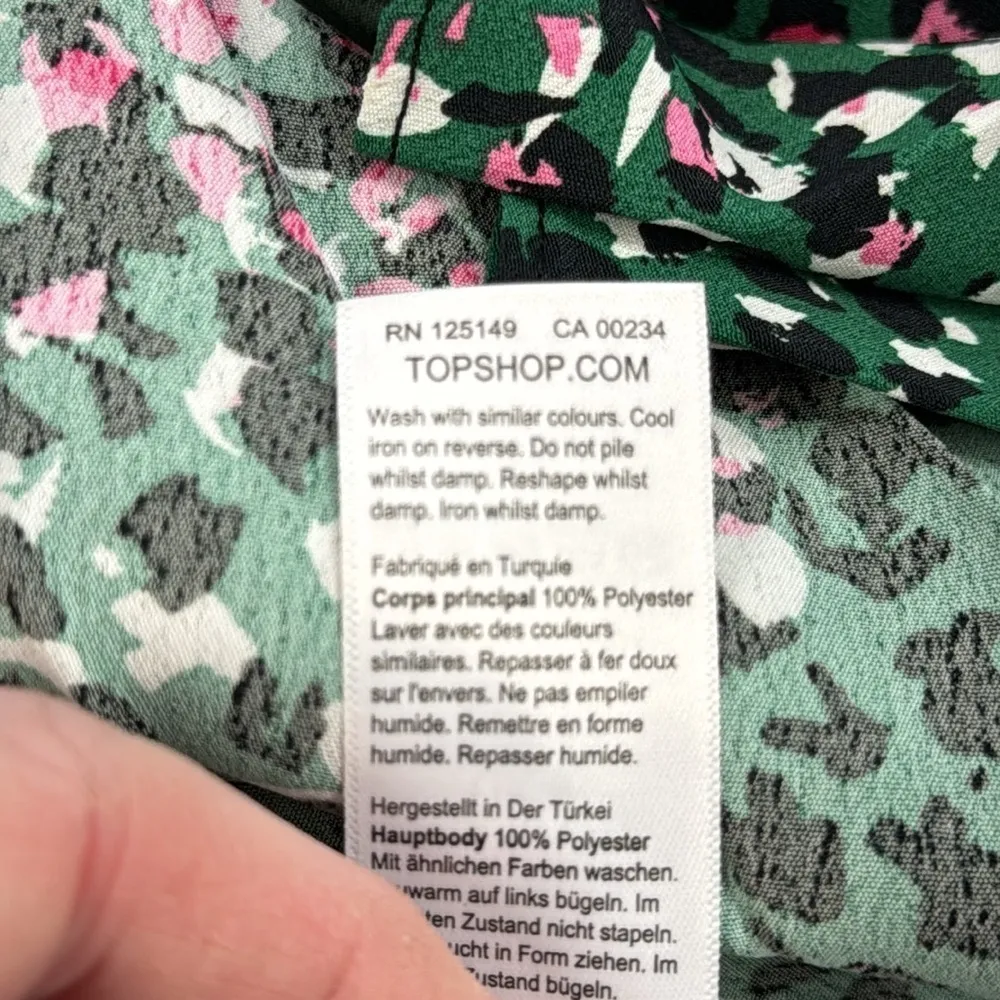 RN 125149 CA 00234
TOPSHOP.COM
Wash with similar colours. Cool
iron on reverse. Do not pile
whilst damp. Reshape whilst
damp. Iron whilst damp.
Fabriqué en Turquie
Corps principal 100% Polyester
Laver avec des couleurs
similaires. Repasser à fer doux
sur l'envers. Ne pas empiler
humide. Remettre en forme
humide. Repasser humide.
Hergestellt in Der Türkei
Hauptbody 100% Polyester
Mit ähnlichen Farben waschen.
auf links bügeln. Im
Zustand nicht stapeln.
in Form ziehen. Im
Zustand bügeln.